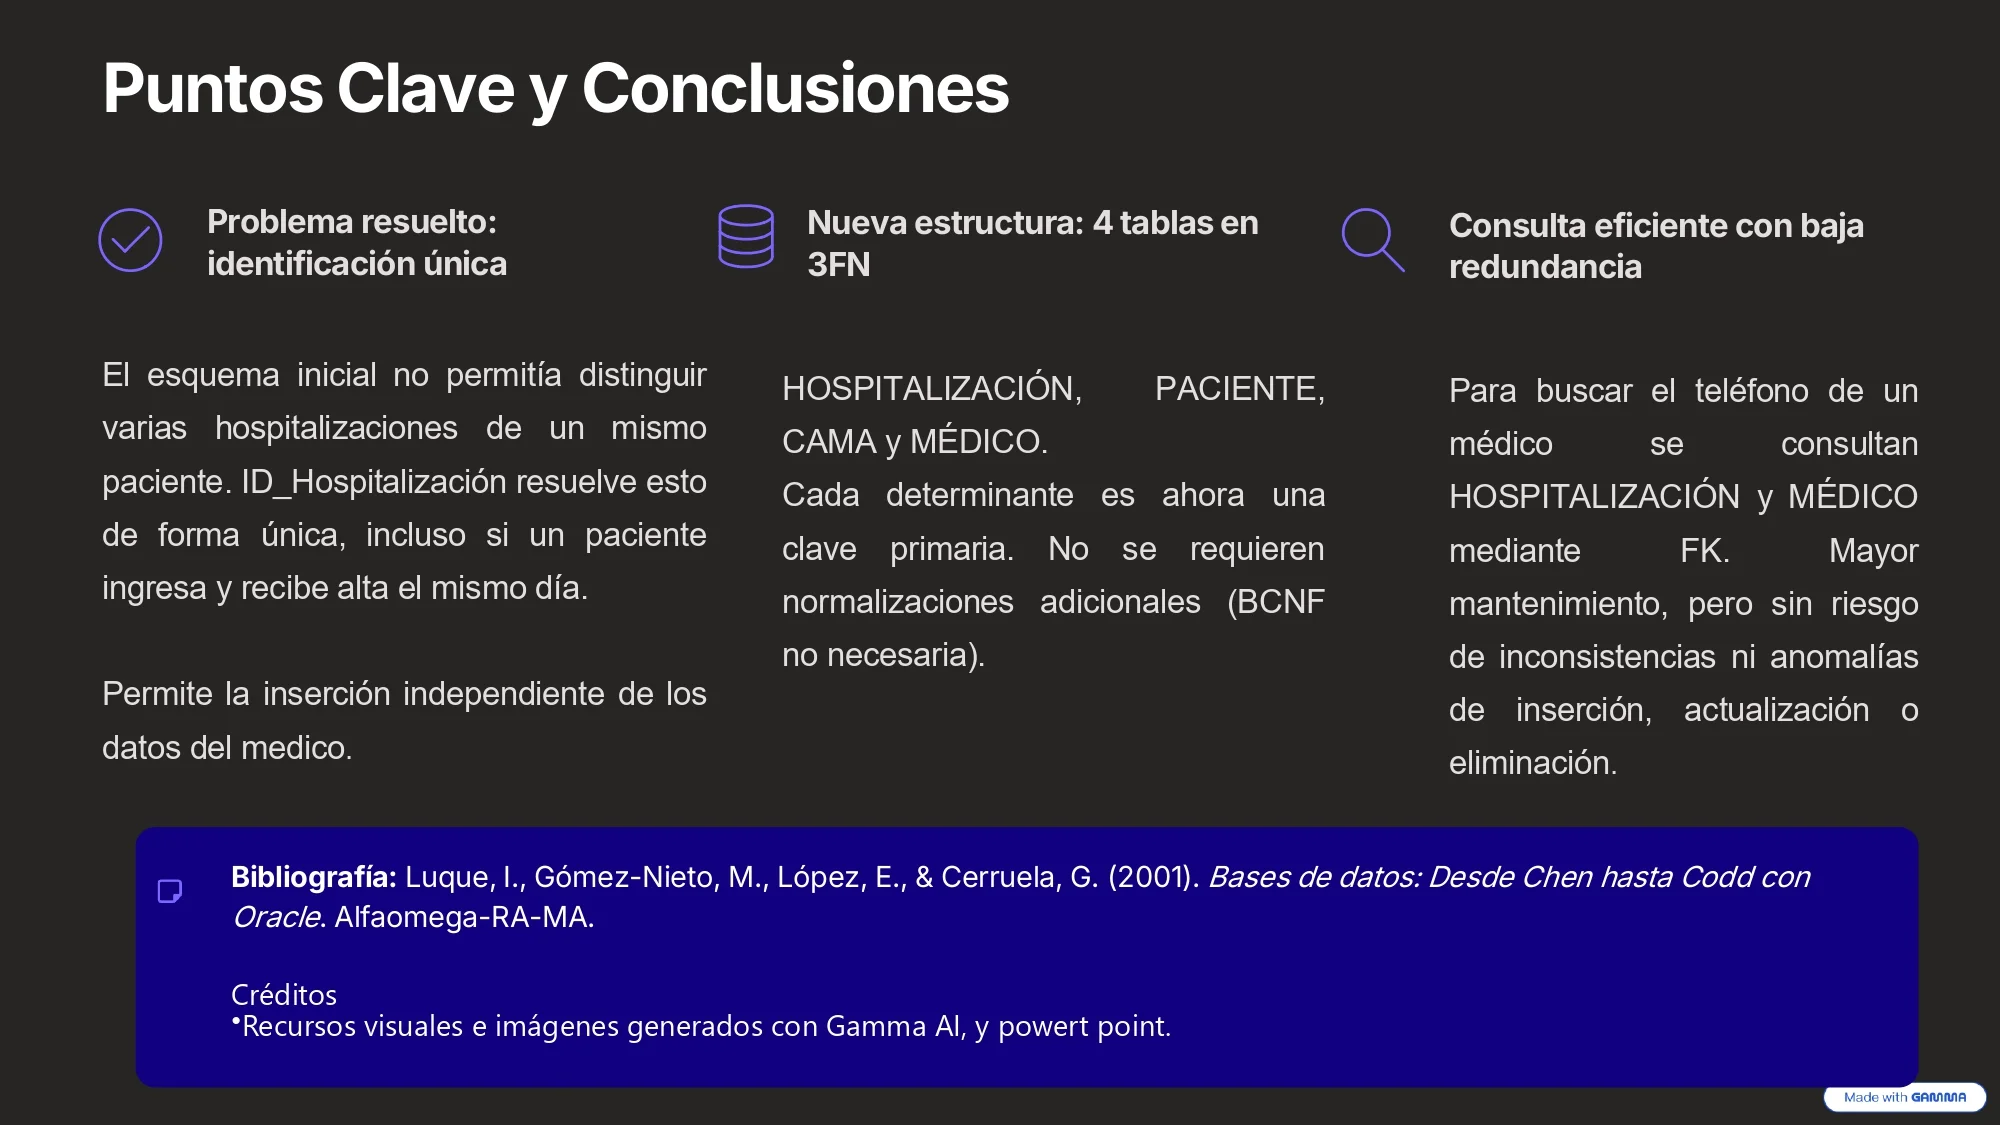 Puntos Clave y Conclusiones
Problema resuelto:
identificación única
El esquema inicial no permitía distinguir
varias hospitalizaciones de un mismo
paciente. ID_Hospitalización resuelve esto
de forma única, incluso si un paciente
ingresa y recibe alta el mismo día.
Permite la inserción independiente de los
datos del medico.
Nueva estructura: 4 tablas en
3FN
HOSPITALIZACIÓN, PACIENTE,
CAMA y MÉDICO.
Cada determinante es ahora una
clave primaria. No se requieren
normalizaciones adicionales (BCNF
no necesaria).
Consulta eficiente con baja
redundancia
Para buscar el teléfono de un
médico se consultan
HOSPITALIZACIÓN y MÉDICO
mediante FK. Mayor
mantenimiento, pero sin riesgo
de inconsistencias ni anomalías
de inserción, actualización o
eliminación.
Bibliografía: Luque, I., Gómez-Nieto, M., López, E., & Cerruela, G. (2001). Bases de datos: Desde Chen hasta Codd con
Oracle. Alfaomega-RA-MA.
Créditos
•Recursos visuales e imágenes generados con Gamma AI, y powert point.
Made with GAMMA